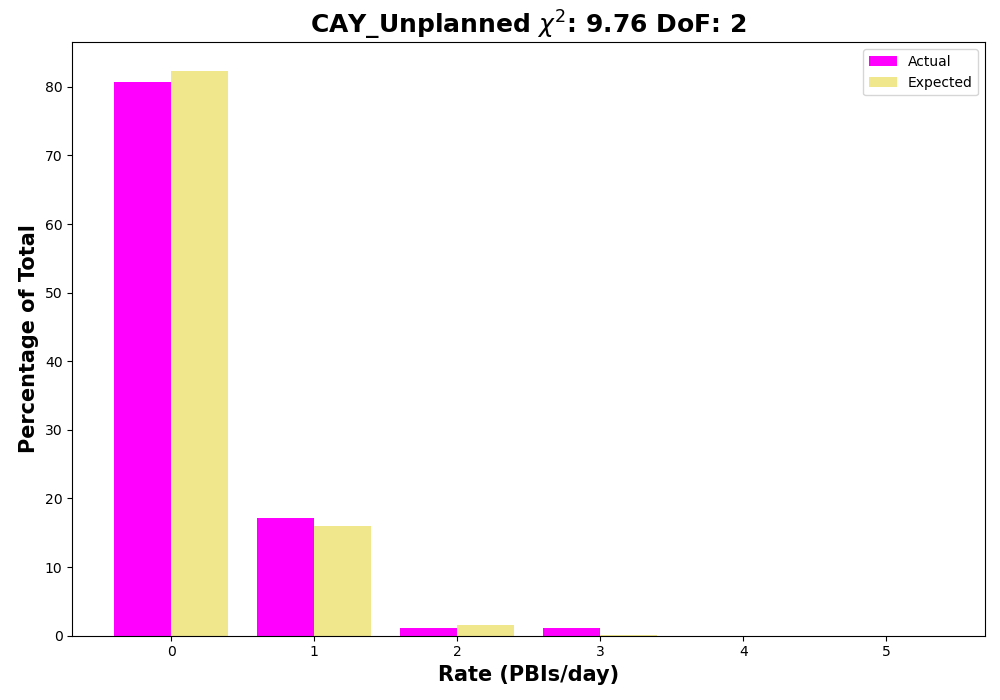 CAY_Unplanned χ²: 9.76 DoF: 2
Actual
Expected
Percentage of Total
80
70
60
50
40
30
20
10
0
0 1 2 3 4 5
Rate (PBIs/day)